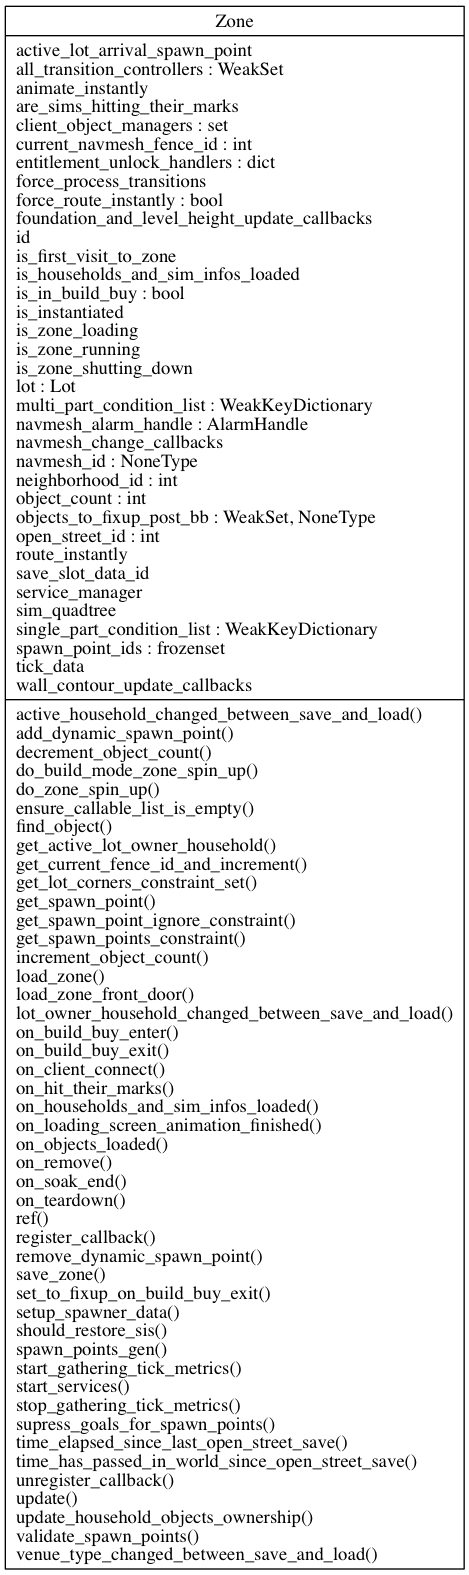 Zone
active_lot_arrival_spawn_point
all_transition_controllers : WeakSet
animate_instantly
are_sims_hitting_their_marks
client_object_managers : set
current_navmesh_fence_id : int
entitlement_unlock_handlers : dict
force_process_transitions
force_route_instantly : bool
foundation_and_level_height_update_callbacks
id
is_first_visit_to_zone
is_households_and_sim_infos_loaded
is_in_build_buy : bool
is_instantiated
is_zone_loading
is_zone_running
is_zone_shutting_down
lot : Lot
multi_part_condition_list : WeakKeyDictionary
navmesh_alarm_handle : AlarmHandle
navmesh_change_callbacks
navmesh_id : NoneType
neighborhood_id : int
object_count : int
objects_to_fixup_post_bb : WeakSet, NoneType
open_street_id : int
route_instantly
save_slot_data_id
service_manager
sim_quadtree
single_part_condition_list : WeakKeyDictionary
spawn_point_ids : frozenset
tick_data
wall_contour_update_callbacks
active_household_changed_between_save_and_load()
add_dynamic_spawn_point()
decrement_object_count()
do_build_mode_zone_spin_up()
do_zone_spin_up()
ensure_callable_list_is_empty()
find_object()
get_active_lot_owner_household()
get_current_fence_id_and_increment()
get_lot_corners_constraint_set()
get_spawn_point()
get_spawn_point_ignore_constraint()
get_spawn_points_constraint()
increment_object_count()
load_zone()
load_zone_front_door()
lot_owner_household_changed_between_save_and_load()
on_build_buy_enter()
on_build_buy_exit()
on_client_connect()
on_hit_their_marks()
on_households_and_sim_infos_loaded()
on_loading_screen_animation_finished()
on_objects_loaded()
on_remove()
on_soak_end()
on_teardown()
ref()
register_callback()
remove_dynamic_spawn_point()
save_zone()
set_to_fixup_on_build_buy_exit()
setup_spawner_data()
should_restore_sis()
spawn_points_gen()
start_gathering_tick_metrics()
start_services()
stop_gathering_tick_metrics()
supress_goals_for_spawn_points()
time_elapsed_since_last_open_street_save()
time_has_passed_in_world_since_open_street_save()
unregister_callback()
update()
update_household_objects_ownership()
validate_spawn_points()
venue_type_changed_between_save_and_load()